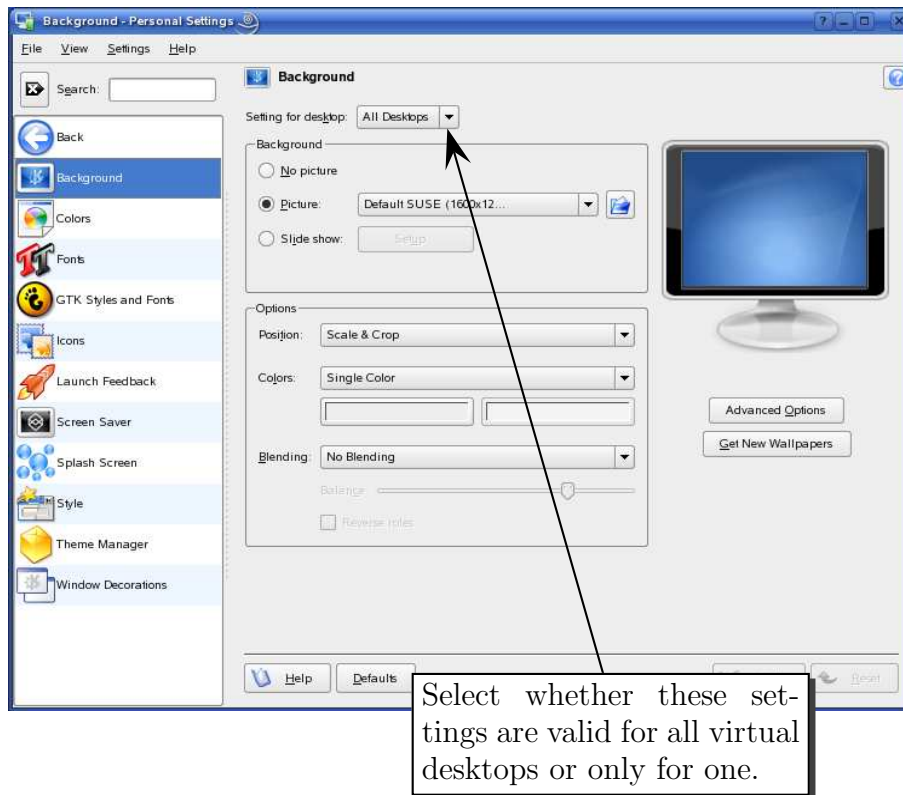 Background - Personal Settings
File View Settings Help
Search:
Back
Background
Colors
Fonts
GTK Styles and Fonts
Icons
Launch Feedback
Screen Saver
Splash Screen
Style
Theme Manager
Window Decorations
Background
Setting for desktop: All Desktops
Background
No picture
Picture: Default SUSE (1600x12...
Slide show: Setup
Options
Position: Scale & Crop
Colors: Single Color
Blending: No Blending
Balance
Reverse roles
Advanced Options
Get New Wallpapers
Help Defaults Reset
Select whether these set-
tings are valid for all virtual
desktops or only for one.